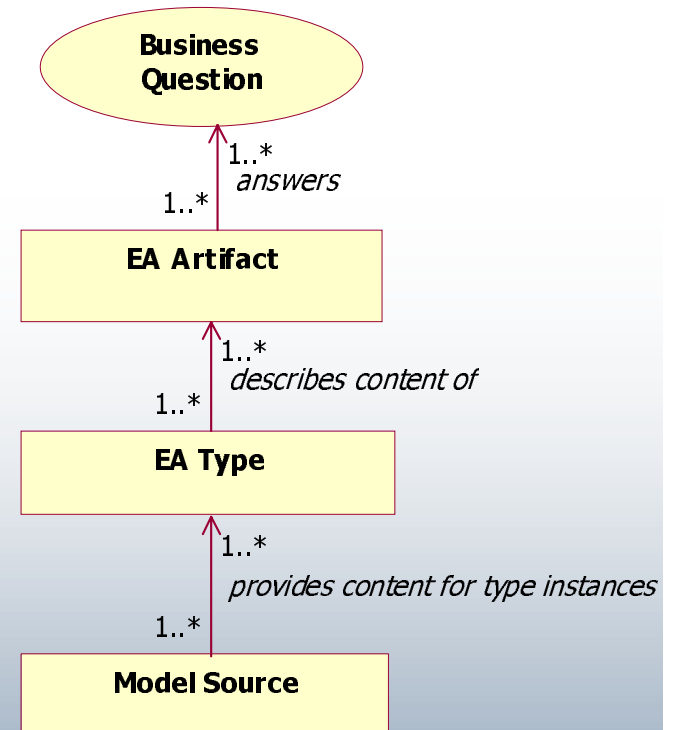 Business
Question
1..*
answers
1..*
EA Artifact
1..*
describes content of
1..*
EA Type
1..*
provides content for type instances
1..*
Model Source